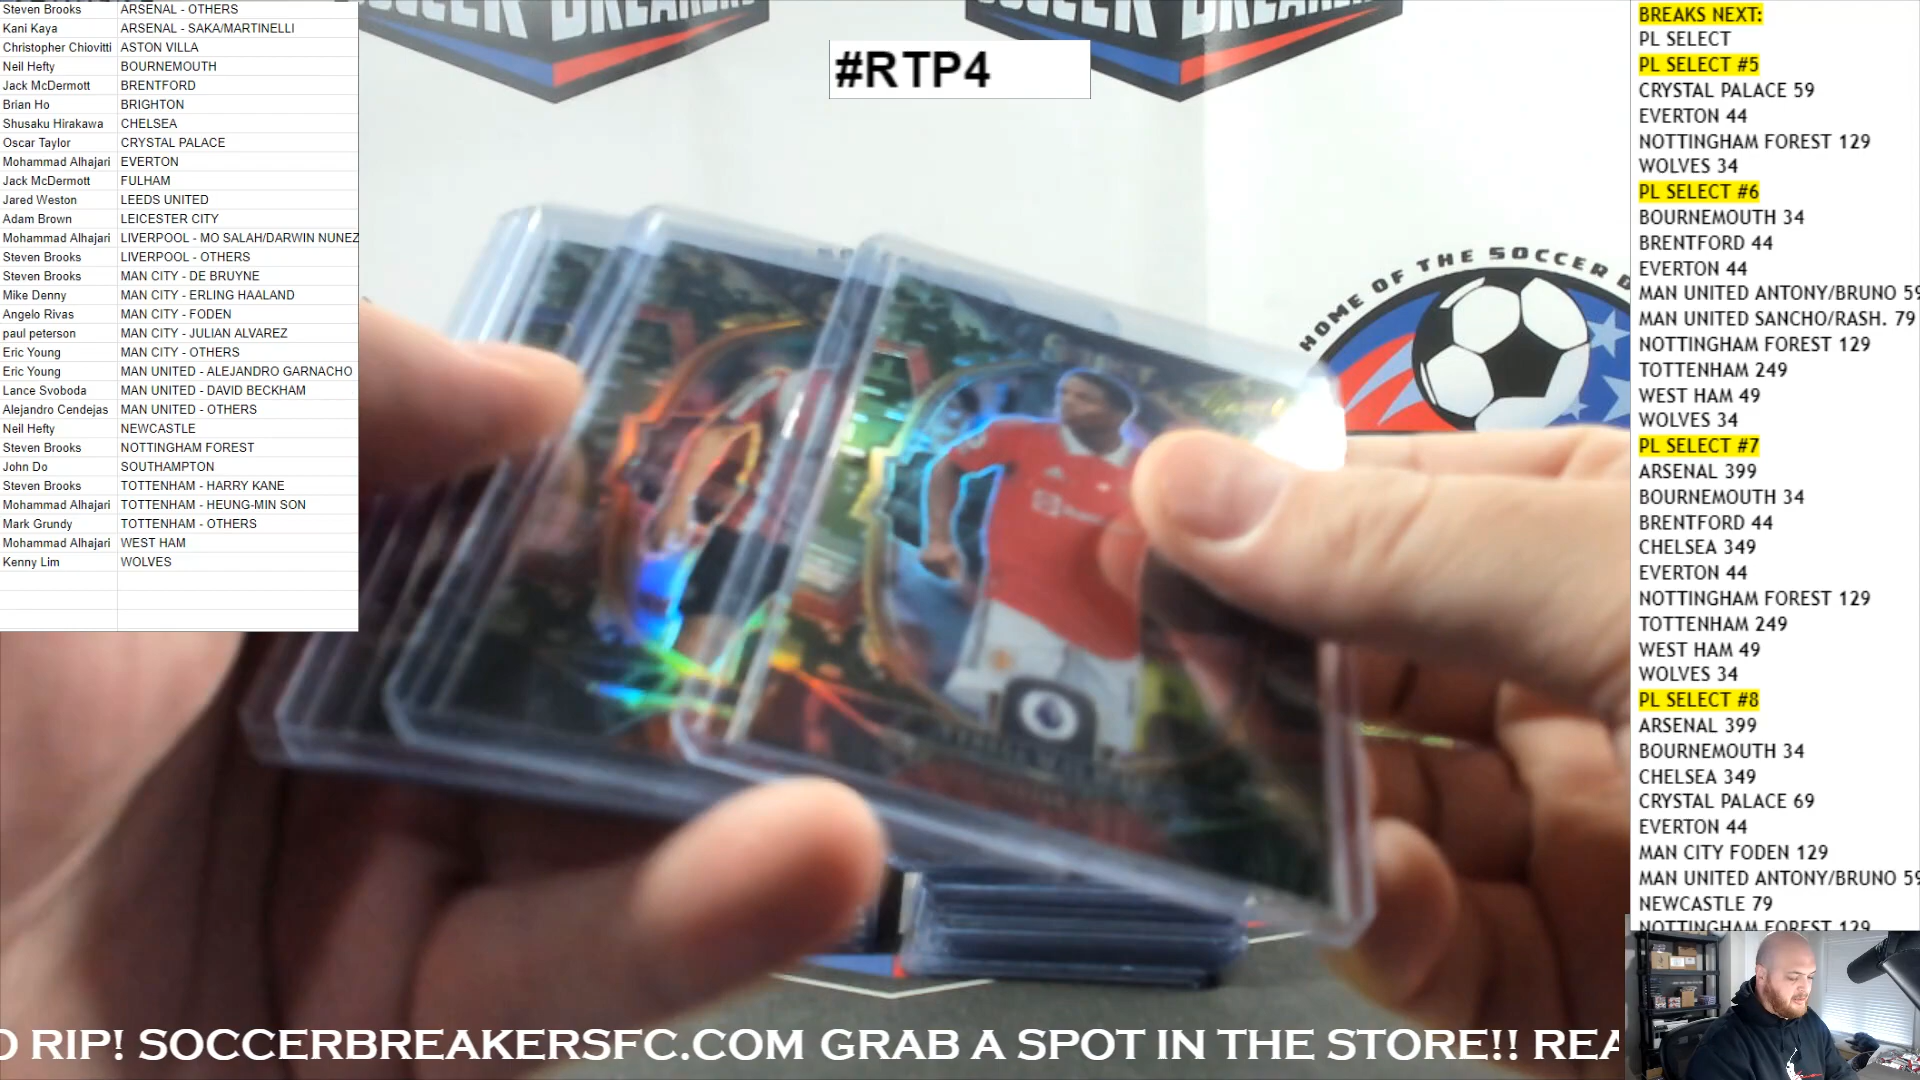 Steven Brooks ARSENAL - OTHERS
Kani Kaya ARSENAL - SAKA/MARTINELLI
Christopher Chiovitti ASTON VILLA
Neil Hefty BOURNEMOUTH
Jack McDermott BRENTFORD
Brian Ho BRIGHTON
Shusaku Hirakawa CHELSEA
Oscar Taylor CRYSTAL PALACE
Mohammad Alhajari EVERTON
Jack McDermott FULHAM
Jared Weston LEEDS UNITED
Adam Brown LEICESTER CITY
Mohammad Alhajari LIVERPOOL - MO SALAH/DARWIN NUNEZ
Steven Brooks LIVERPOOL - OTHERS
Steven Brooks MAN CITY - DE BRUYNE
Mike Denny MAN CITY - ERLING HAALAND
Angelo Rivas MAN CITY - FODEN
paul peterson MAN CITY - JULIAN ALVAREZ
Eric Young MAN CITY - OTHERS
Eric Young MAN UNITED - ALEJANDRO GARNACHO
Lance Svoboda MAN UNITED - DAVID BECKHAM
Alejandro Cendejas MAN UNITED - OTHERS
Neil Hefty NEWCASTLE
Steven Brooks NOTTINGHAM FOREST
John Do SOUTHAMPTON
Steven Brooks TOTTENHAM - HARRY KANE
Mohammad Alhajari TOTTENHAM - HEUNG-MIN SON
Mark Grundy TOTTENHAM - OTHERS
Mohammad Alhajari WEST HAM
Kenny Lim WOLVES
SOCCER BREAKERS
SOCCER BREAKERS
#RTP4
HOME OF THE SOCCER
BREAKS NEXT:
PL SELECT
PL SELECT #5
CRYSTAL PALACE 59
EVERTON 44
NOTTINGHAM FOREST 129
WOLVES 34
PL SELECT #6
BOURNEMOUTH 34
BRENTFORD 44
EVERTON 44
MAN UNITED ANTONY/BRUNO 59
MAN UNITED SANCHO/RASH. 79
NOTTINGHAM FOREST 129
TOTTENHAM 249
WEST HAM 49
WOLVES 34
PL SELECT #7
ARSENAL 399
BOURNEMOUTH 34
BRENTFORD 44
CHELSEA 349
EVERTON 44
NOTTINGHAM FOREST 129
TOTTENHAM 249
WEST HAM 49
WOLVES 34
PL SELECT #8
ARSENAL 399
BOURNEMOUTH 34
CHELSEA 349
CRYSTAL PALACE 69
EVERTON 44
MAN CITY FODEN 129
MAN UNITED ANTONY/BRUNO 59
NEWCASTLE 79
NOTTINGHAM FOREST 129
RIP! SOCCERBREAKERSFC.COM GRAB A SPOT IN THE STORE!!